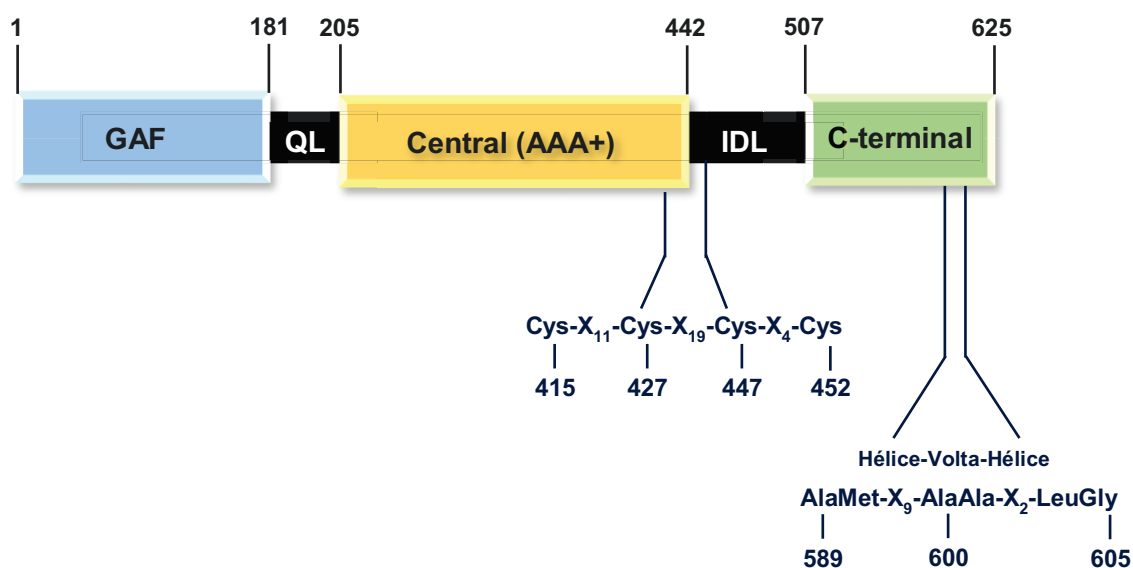 1 181 205 442 507 625
GAF QL Central (AAA+) IDL C-terminal
Cys-X₁₁-Cys-X₁₉-Cys-X₄-Cys
415 427 447 452
Hélice-Volta-Hélice
AlaMet-X₉-AlaAla-X₂-LeuGly
589 600 605